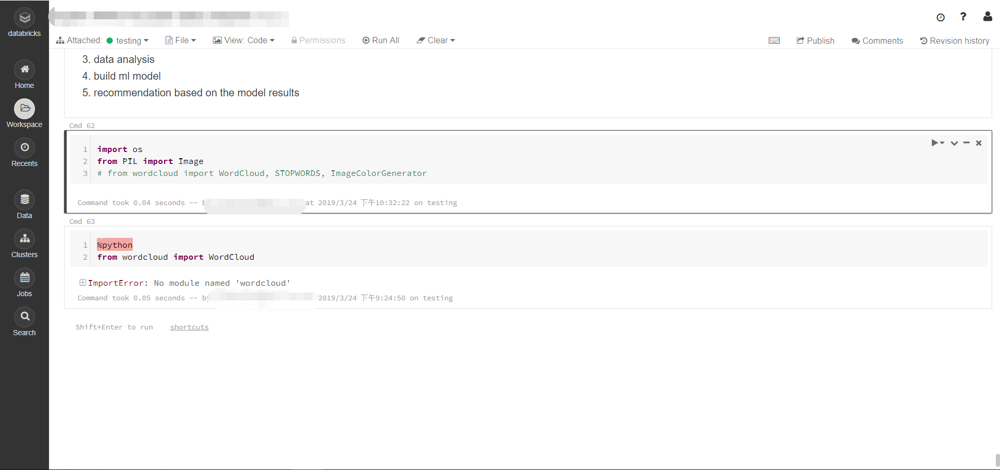 databricks
Attached: testing File View: Code Permissions Run All Clear Publish Comments Revision history
Home
Workspace
Recents
Data
Clusters
Jobs
Search
3. data analysis
4. build ml model
5. recommendation based on the model results
Cmd 62
1 import os
2 from PIL import Image
3 # from wordcloud import WordCloud, STOPWORDS, ImageColorGenerator
Command took 0.04 seconds -- at 2019/3/24 下午10:32:22 on testing
Cmd 63
1 %python
2 from wordcloud import WordCloud
ImportError: No module named 'wordcloud'
Command took 0.05 seconds -- by 2019/3/24 下午9:24:50 on testing
Shift+Enter to run shortcuts